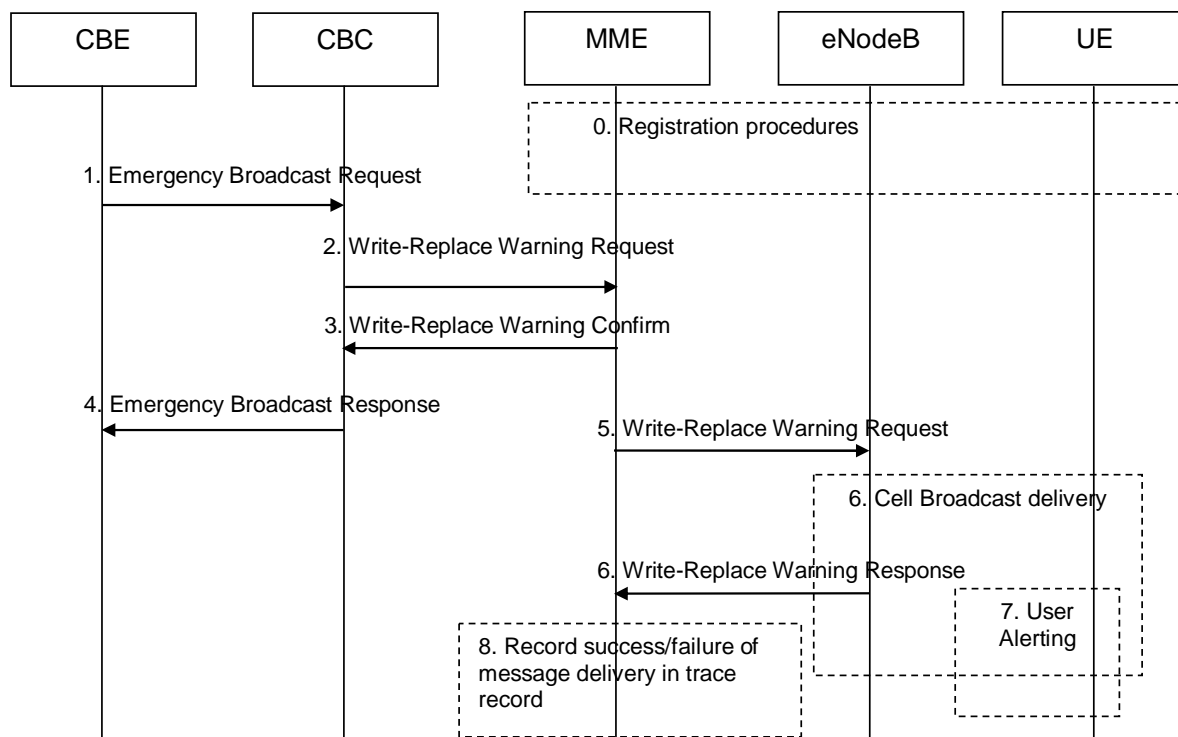 CBE
CBC
MME
eNodeB
UE
0. Registration procedures
1. Emergency Broadcast Request
2. Write-Replace Warning Request
3. Write-Replace Warning Confirm
4. Emergency Broadcast Response
5. Write-Replace Warning Request
6. Cell Broadcast delivery
6. Write-Replace Warning Response
7. User
Alerting
8. Record success/failure of
message delivery in trace
record